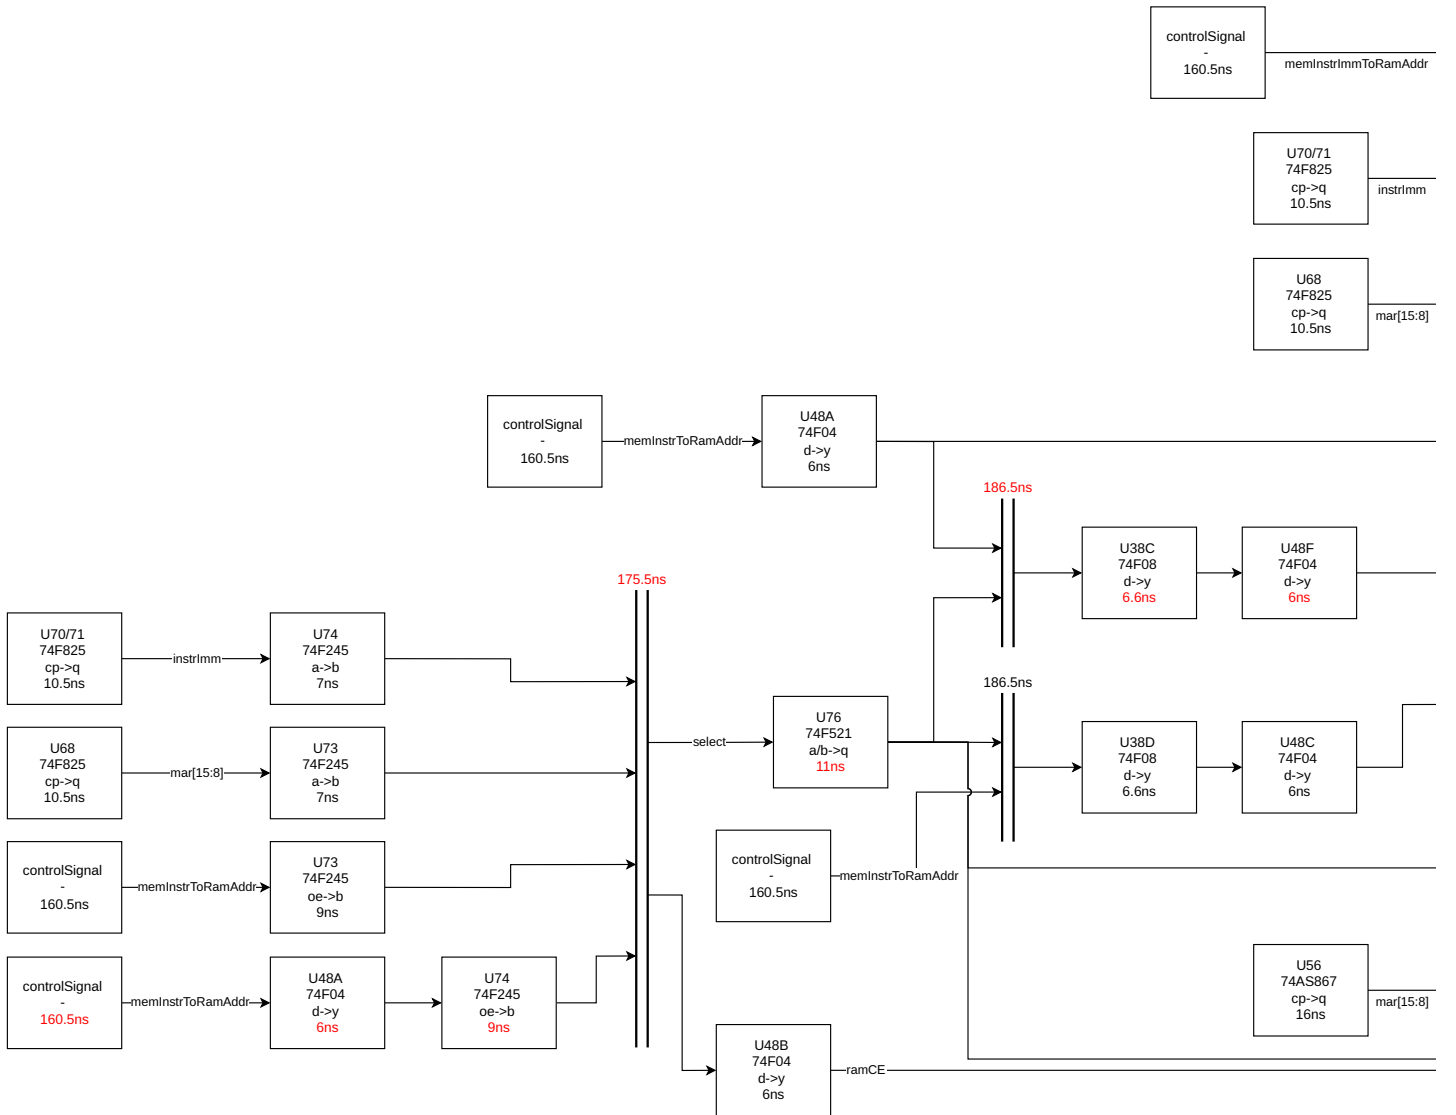 controlSignal
-
160.5ns
memInstrImmToRamAddr
U70/71
74F825
cp->q
10.5ns
instrImm
U68
74F825
cp->q
10.5ns
mar[15:8]
controlSignal
-
160.5ns
memInstrToRamAddr
U48A
74F04
d->y
6ns
186.5ns
U38C
74F08
d->y
6.6ns
U48F
74F04
d->y
6ns
175.5ns
U70/71
74F825
cp->q
10.5ns
instrImm
U74
74F245
a->b
7ns
186.5ns
select
U76
74F521
a/b->q
11ns
U38D
74F08
d->y
6.6ns
U48C
74F04
d->y
6ns
U68
74F825
cp->q
10.5ns
mar[15:8]
U73
74F245
a->b
7ns
controlSignal
-
160.5ns
memInstrToRamAddr
U73
74F245
oe->b
9ns
controlSignal
-
160.5ns
memInstrToRamAddr
controlSignal
-
160.5ns
memInstrToRamAddr
U48A
74F04
d->y
6ns
U74
74F245
oe->b
9ns
U56
74AS867
cp->q
16ns
mar[15:8]
U48B
74F04
d->y
6ns
ramCE